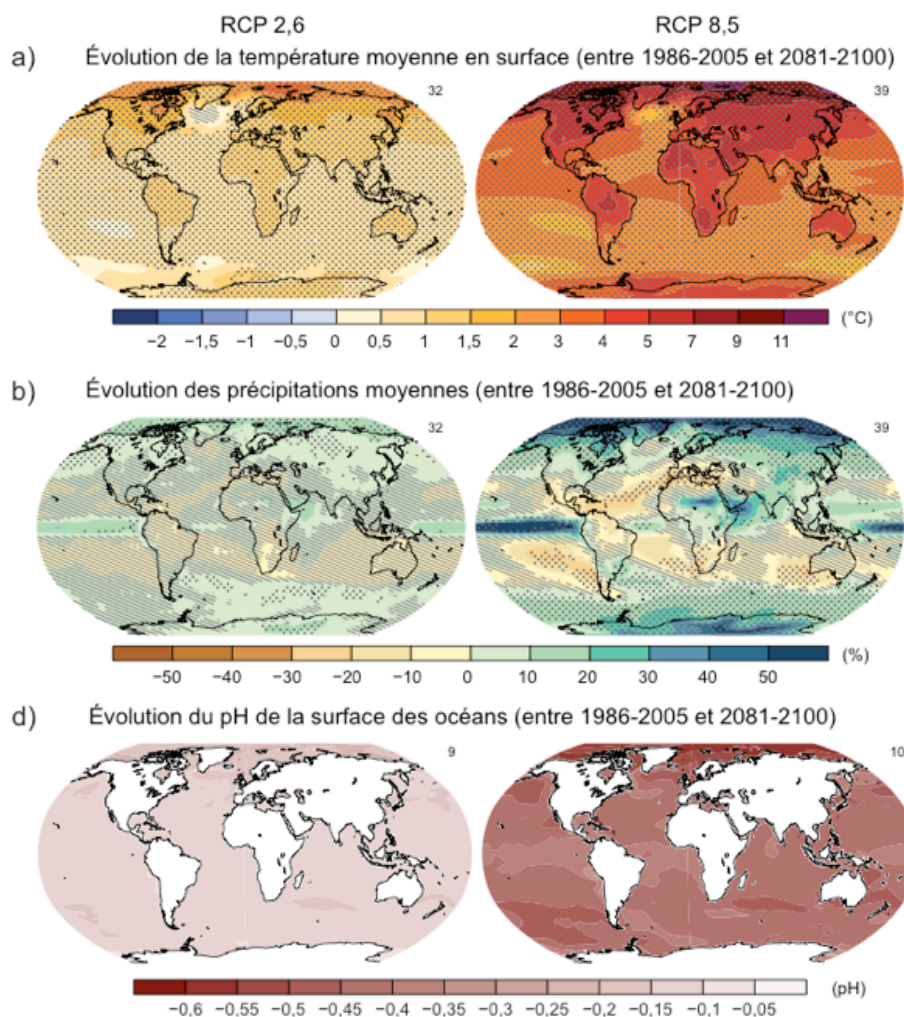 RCP 2,6 RCP 8,5
a) Évolution de la température moyenne en surface (entre 1986-2005 et 2081-2100)
32 39
−2 −1,5 −1 −0,5 0 0,5 1 1,5 2 3 4 5 7 9 11 (°C)
b) Évolution des précipitations moyennes (entre 1986-2005 et 2081-2100)
32 39
−50 −40 −30 −20 −10 0 10 20 30 40 50 (%)
d) Évolution du pH de la surface des océans (entre 1986-2005 et 2081-2100)
9 10
−0,6 −0,55 −0,5 −0,45 −0,4 −0,35 −0,3 −0,25 −0,2 −0,15 −0,1 −0,05 (pH)